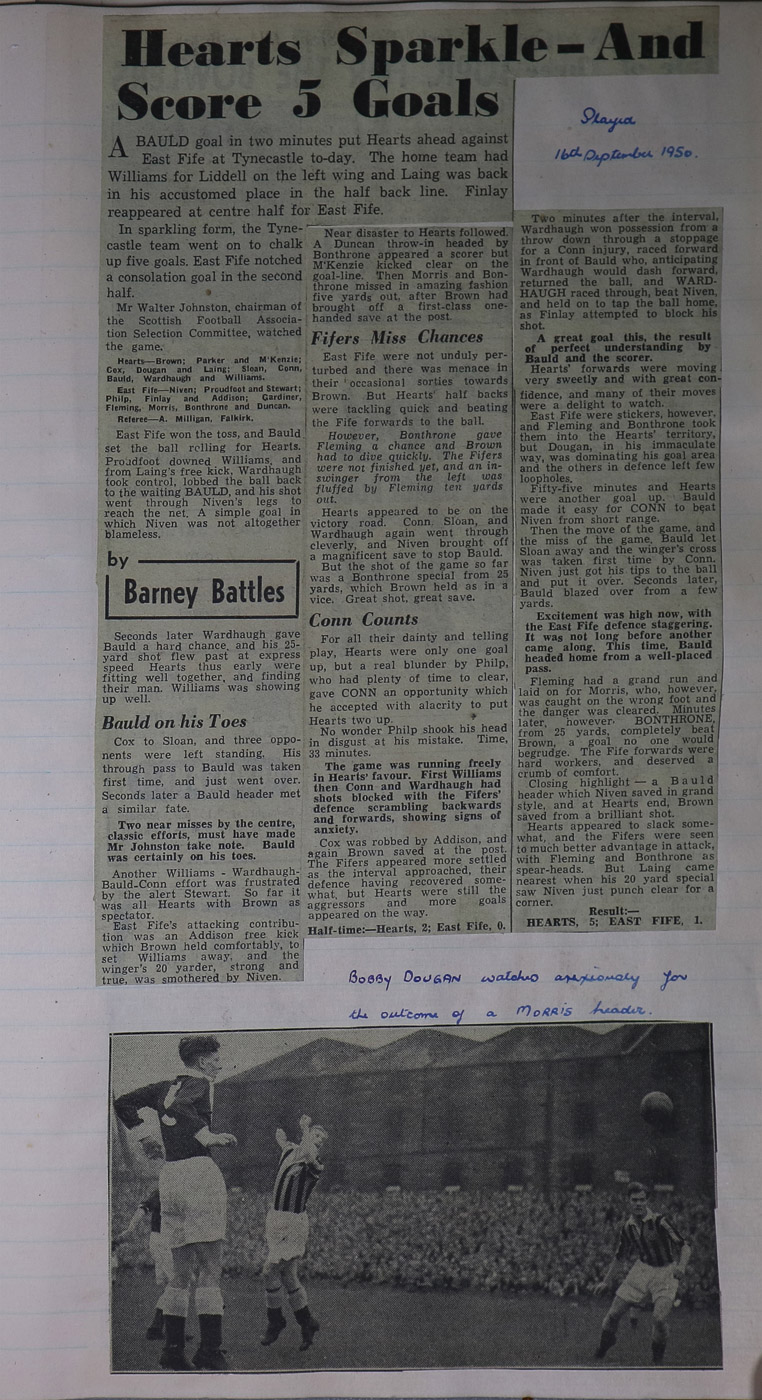 Hearts Sparkle – And
Score 5 Goals
Played
16th September 1950.
A BAULD goal in two minutes put Hearts ahead against
East Fife at Tynecastle to-day. The home team had
Williams for Liddell on the left wing and Laing was back
in his accustomed place in the half back line. Finlay
reappeared at centre half for East Fife.
In sparkling form, the Tyne-
castle team went on to chalk
up five goals. East Fife notched
a consolation goal in the second
half.
Mr Walter Johnston, chairman of
the Scottish Football Associa-
tion Selection Committee, watched
the game.
Hearts—Brown; Parker and M'Kenzie;
Cox, Dougan and Laing; Sloan, Conn,
Bauld, Wardhaugh and Williams.
East Fife—Niven; Proudfoot and Stewart;
Philp, Finlay and Addison; Gardiner,
Fleming, Morris, Bonthrone and Duncan.
Referee—A. Milligan, Falkirk.
East Fife won the toss, and Bauld
set the ball rolling for Hearts.
Proudfoot downed Williams, and
from Laing's free kick, Wardhaugh
took control, lobbed the ball back
to the waiting BAULD, and his shot
went through Niven's legs to
reach the net. A simple goal in
which Niven was not altogether
blameless.
by
Barney Battles
Seconds later Wardhaugh gave
Bauld a hard chance, and his 25-
yard shot flew past at express
speed Hearts thus early were
fitting well together, and finding
their man. Williams was showing
up well.
Bauld on his Toes
Cox to Sloan, and three oppo-
nents were left standing. His
through pass to Bauld was taken
first time, and just went over.
Seconds later a Bauld header met
a similar fate.
Two near misses by the centre,
classic efforts, must have made
Mr Johnston take note. Bauld
was certainly on his toes.
Another Williams - Wardhaugh-
Bauld-Conn effort was frustrated
by the alert Stewart. So far it
was all Hearts with Brown as
spectator.
East Fife's attacking contribu-
tion was an Addison free kick
which Brown held comfortably, to
set Williams away, and the
winger's 20 yarder, strong and
true, was smothered by Niven.
Near disaster to Hearts followed.
A Duncan throw-in headed by
Bonthrone appeared a scorer but
M'Kenzie kicked clear on the
goal-line. Then Morris and Bon-
throne missed in amazing fashion
five yards out, after Brown had
brought off a first-class one-
handed save at the post.
Fifers Miss Chances
East Fife were not unduly per-
turbed and there was menace in
their occasional sorties towards
Brown. But Hearts' half backs
were tackling quick and beating
the Fife forwards to the ball.
However, Bonthrone gave
Fleming a chance and Brown
had to dive quickly. The Fifers
were not finished yet, and an in-
swinger from the left was
fluffed by Fleming ten yards
out.
Hearts appeared to be on the
victory road. Conn, Sloan, and
Wardhaugh again went through
cleverly, and Niven brought off
a magnificent save to stop Bauld.
But the shot of the game so far
was a Bonthrone special from 25
yards, which Brown held as in a
vice. Great shot, great save.
Conn Counts
For all their dainty and telling
play, Hearts were only one goal
up, but a real blunder by Philp,
who had plenty of time to clear,
gave CONN an opportunity which
he accepted with alacrity to put
Hearts two up.
No wonder Philp shook his head
in disgust at his mistake. Time,
33 minutes.
The game was running freely
in Hearts' favour. First Williams
then Conn and Wardhaugh had
shots blocked with the Fifers'
defence scrambling backwards
and forwards, showing signs of
anxiety.
Cox was robbed by Addison, and
again Brown saved at the post.
The Fifers appeared more settled
as the interval approached, their
defence having recovered some-
what, but Hearts were still the
aggressors and more goals
appeared on the way.
Half-time:—Hearts, 2; East Fife, 0.
Two minutes after the interval,
Wardhaugh won possession from a
throw down through a stoppage
for a Conn injury, raced forward
in front of Bauld who, anticipating
Wardhaugh would dash forward,
returned the ball, and WARD-
HAUGH raced through, beat Niven,
and held on to tap the ball home,
as Finlay attempted to block his
shot.
A great goal this, the result
of perfect understanding by
Bauld and the scorer.
Hearts' forwards were moving
very sweetly and with great con-
fidence, and many of their moves
were a delight to watch.
East Fife were stickers, however,
and Fleming and Bonthrone took
them into the Hearts' territory,
but Dougan, in his immaculate
way, was dominating his goal area
and the others in defence left few
loopholes.
Fifty-five minutes and Hearts
were another goal up. Bauld
made it easy for CONN to beat
Niven from short range.
Then the move of the game, and
the miss of the game. Bauld let
Sloan away and the winger's cross
was taken first time by Conn.
Niven just got his tips to the ball
and put it over. Seconds later,
Bauld blazed over from a few
yards.
Excitement was high now, with
the East Fife defence staggering.
It was not long before another
came along. This time, Bauld
headed home from a well-placed
pass.
Fleming had a grand run and
laid on for Morris, who, however,
was caught on the wrong foot and
the danger was cleared. Minutes
later, however, BONTHRONE,
from 25 yards, completely beat
Brown, a goal no one would
begrudge. The Fife forwards were
hard workers, and deserved a
crumb of comfort.
Closing highlight — a Bauld
header which Niven saved in grand
style, and at Hearts end, Brown
saved from a brilliant shot.
Hearts appeared to slack some-
what, and the Fifers were seen
to much better advantage in attack,
with Fleming and Bonthrone as
spear-heads. But Laing came
nearest when his 20 yard special
saw Niven just punch clear for a
corner.
Result:—
HEARTS, 5; EAST FIFE, 1.
BOBBY DOUGAN watches anxiously for
the outcome of a MORRIS header.